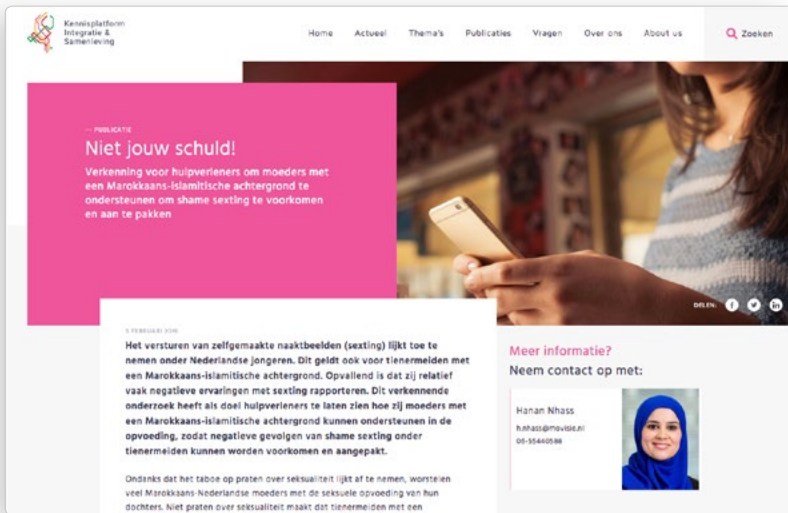 Kennisplatform
Integratie &
Samenleving
Home Actueel Thema's Publicaties Vragen Over ons About us Zoeken
— PUBLICATIE
Niet jouw schuld!
Verkenning voor hulpverleners om moeders met
een Marokkaans-islamitische achtergrond te
ondersteunen om shame sexting te voorkomen
en aan te pakken
DELEN:
Het versturen van zelfgemaakte naaktbeelden (sexting) lijkt toe te
nemen onder Nederlandse jongeren. Dit geldt ook voor tienermeiden met
een Marokkaans-islamitische achtergrond. Opvallend is dat zij relatief
vaak negatieve ervaringen met sexting rapporteren. Dit verkennende
onderzoek heeft als doel hulpverleners te laten zien hoe zij moeders met
een Marokkaans-islamitische achtergrond kunnen ondersteunen in de
opvoeding, zodat negatieve gevolgen van shame sexting onder
tienermeiden kunnen worden voorkomen en aangepakt.
Ondanks dat het taboe op praten over seksualiteit lijkt af te nemen, worstelen
veel Marokkaans-Nederlandse moeders met de seksuele opvoeding van hun
dochters. Niet praten over seksualiteit maakt dat tienermeiden met een
Meer informatie?
Neem contact op met:
Hanan Nhass
h.nhass@movisie.nl
06-55440586